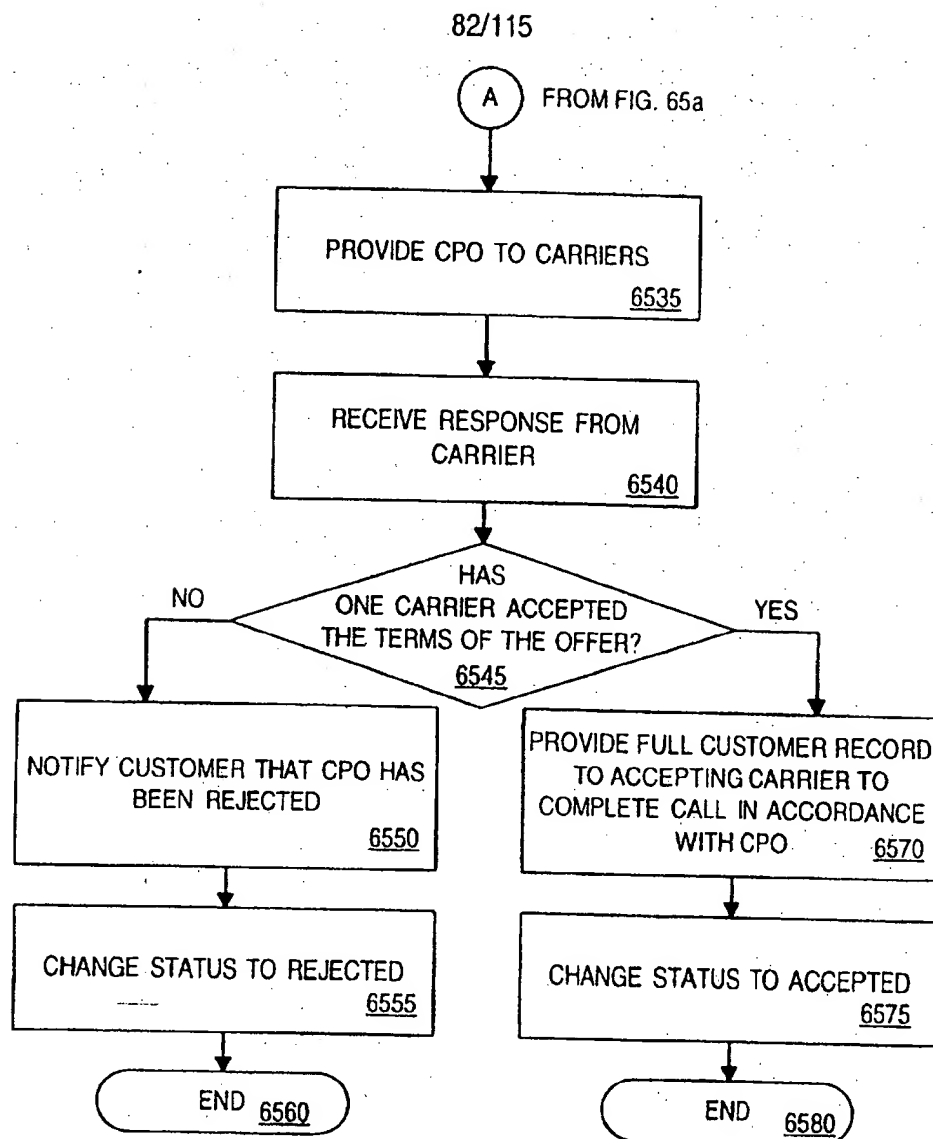 82/115
A FROM FIG. 65a
PROVIDE CPO TO CARRIERS
6535
RECEIVE RESPONSE FROM
CARRIER
6540
HAS
ONE CARRIER ACCEPTED
THE TERMS OF THE OFFER?
6545
NO
YES
NOTIFY CUSTOMER THAT CPO HAS
BEEN REJECTED
6550
PROVIDE FULL CUSTOMER RECORD
TO ACCEPTING CARRIER TO
COMPLETE CALL IN ACCORDANCE
WITH CPO 6570
CHANGE STATUS TO REJECTED
6555
CHANGE STATUS TO ACCEPTED
6575
END 6560
END 6580